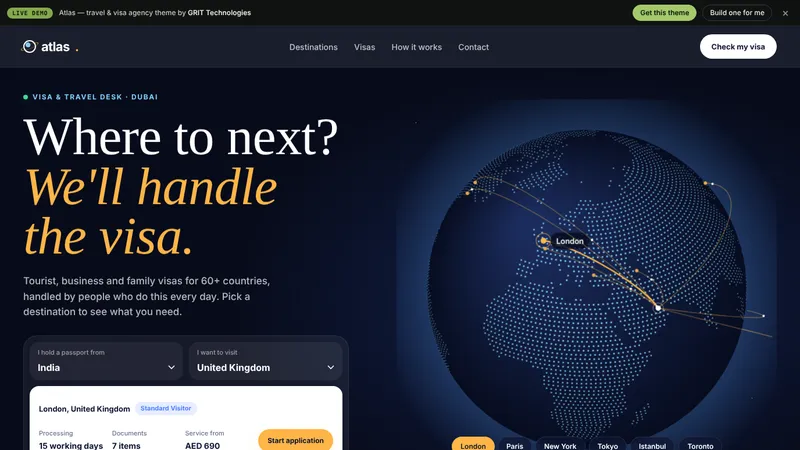 LIVE DEMO Atlas — travel & visa agency theme by GRIT Technologies Get this theme Build one for me ×
atlas. Destinations Visas How it works Contact Check my visa
VISA & TRAVEL DESK · DUBAI
Where to next?
We'll handle
the visa.
Tourist, business and family visas for 60+ countries,
handled by people who do this every day. Pick a
destination to see what you need.
I hold a passport from
India
I want to visit
United Kingdom
London, United Kingdom Standard Visitor
Processing
15 working days
Documents
7 items
Service from
AED 690
Start application
London
London Paris New York Tokyo Istanbul Toronto